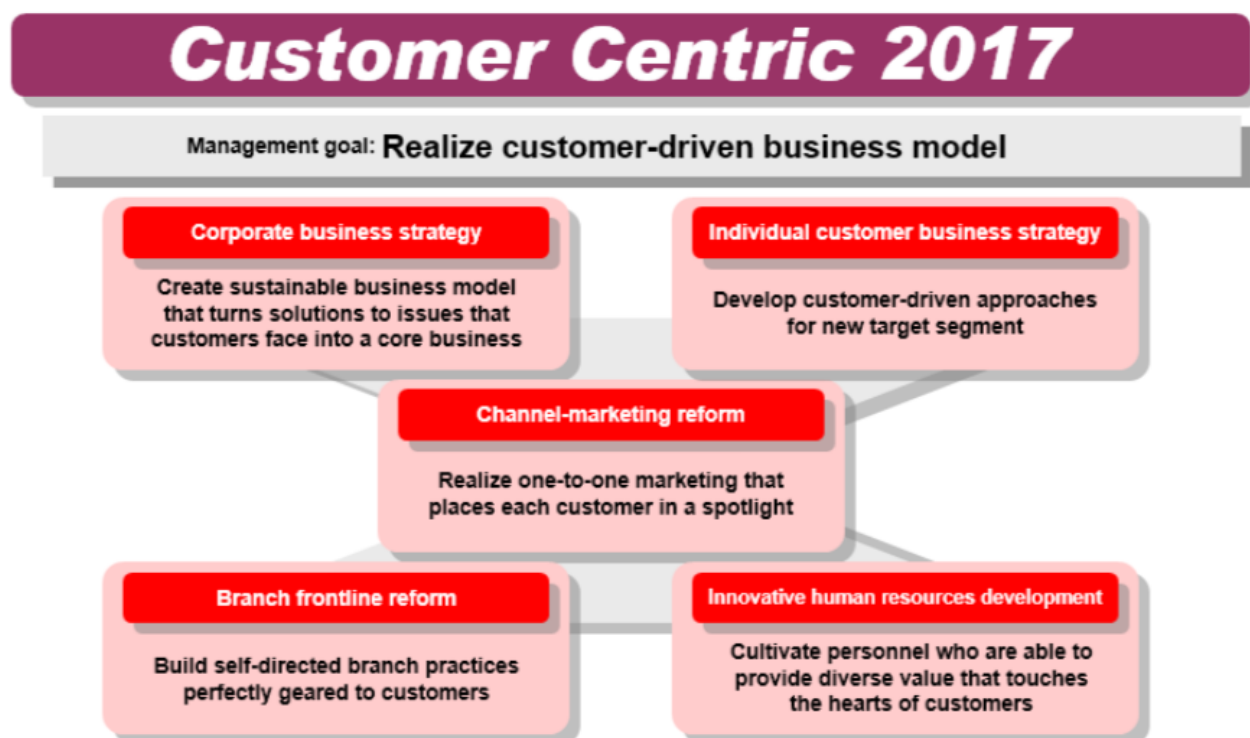 Customer Centric 2017
Management goal: Realize customer-driven business model
Corporate business strategy
Create sustainable business model
that turns solutions to issues that
customers face into a core business
Individual customer business strategy
Develop customer-driven approaches
for new target segment
Channel-marketing reform
Realize one-to-one marketing that
places each customer in a spotlight
Branch frontline reform
Build self-directed branch practices
perfectly geared to customers
Innovative human resources development
Cultivate personnel who are able to
provide diverse value that touches
the hearts of customers